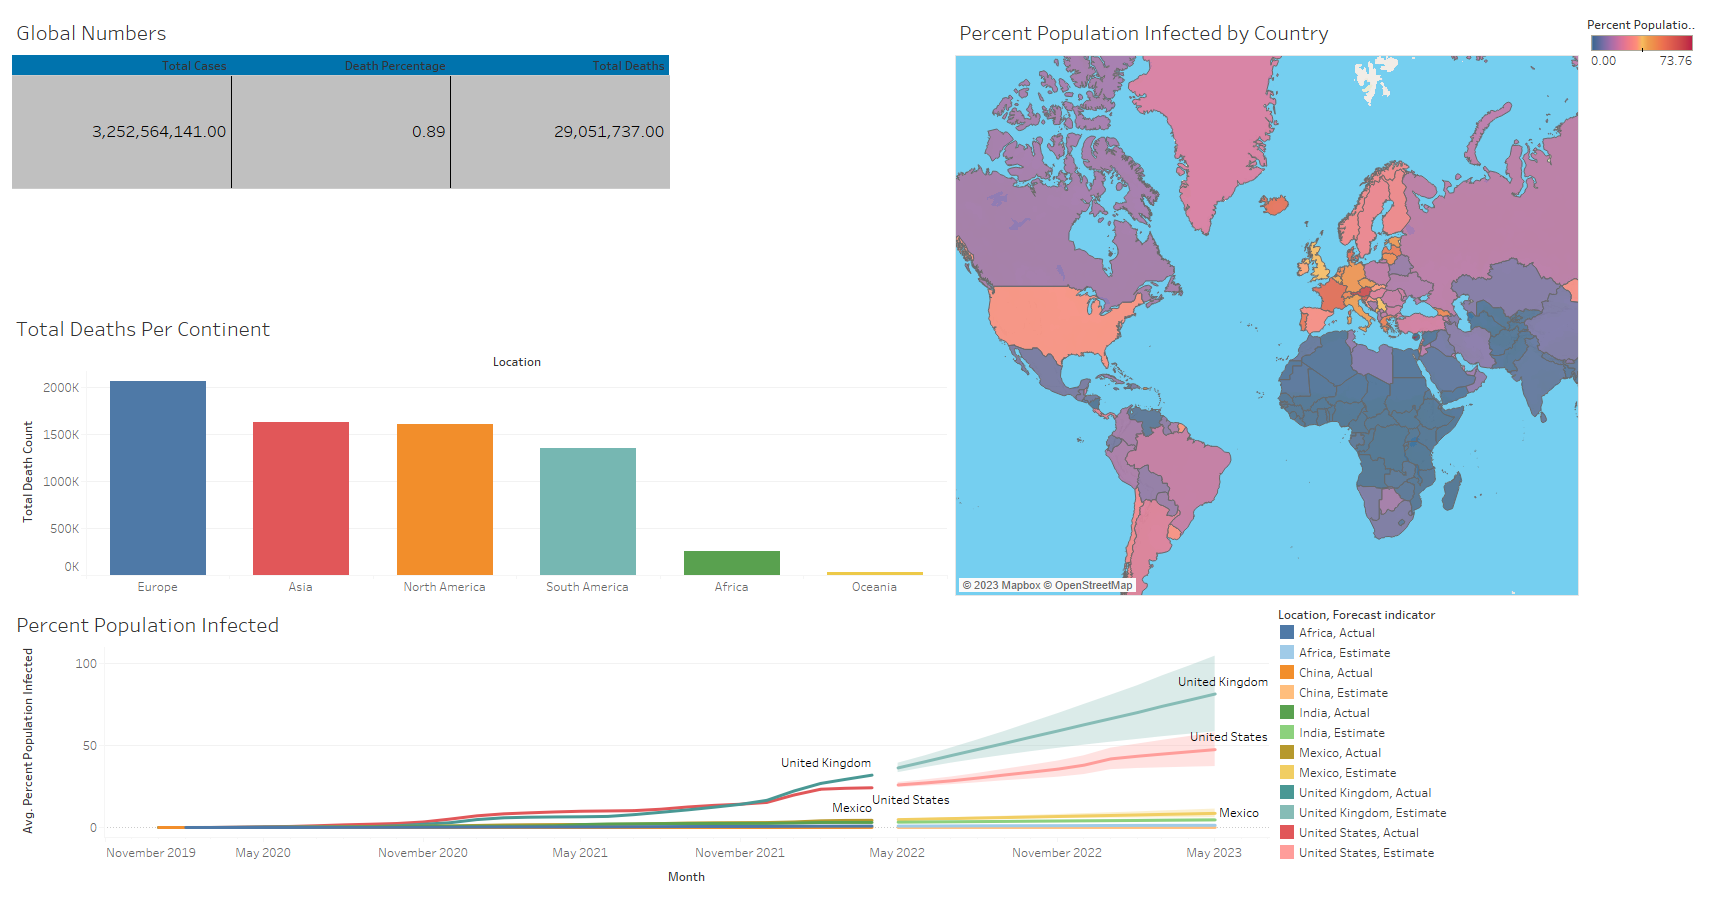 Global Numbers
Total Cases Death Percentage Total Deaths
3,252,564,141.00 0.89 29,051,737.00
Percent Population Infected by Country
© 2023 Mapbox © OpenStreetMap
Percent Populatio..
0.00 73.76
Total Deaths Per Continent
Location
Total Death Count
2000K
1500K
1000K
500K
0K
Europe Asia North America South America Africa Oceania
Percent Population Infected
Avg. Percent Population Infected
100
50
0
United Kingdom
United States
Mexico
United Kingdom
United States
Mexico
November 2019 May 2020 November 2020 May 2021 November 2021 May 2022 November 2022 May 2023
Month
Location, Forecast indicator
Africa, Actual
Africa, Estimate
China, Actual
China, Estimate
India, Actual
India, Estimate
Mexico, Actual
Mexico, Estimate
United Kingdom, Actual
United Kingdom, Estimate
United States, Actual
United States, Estimate